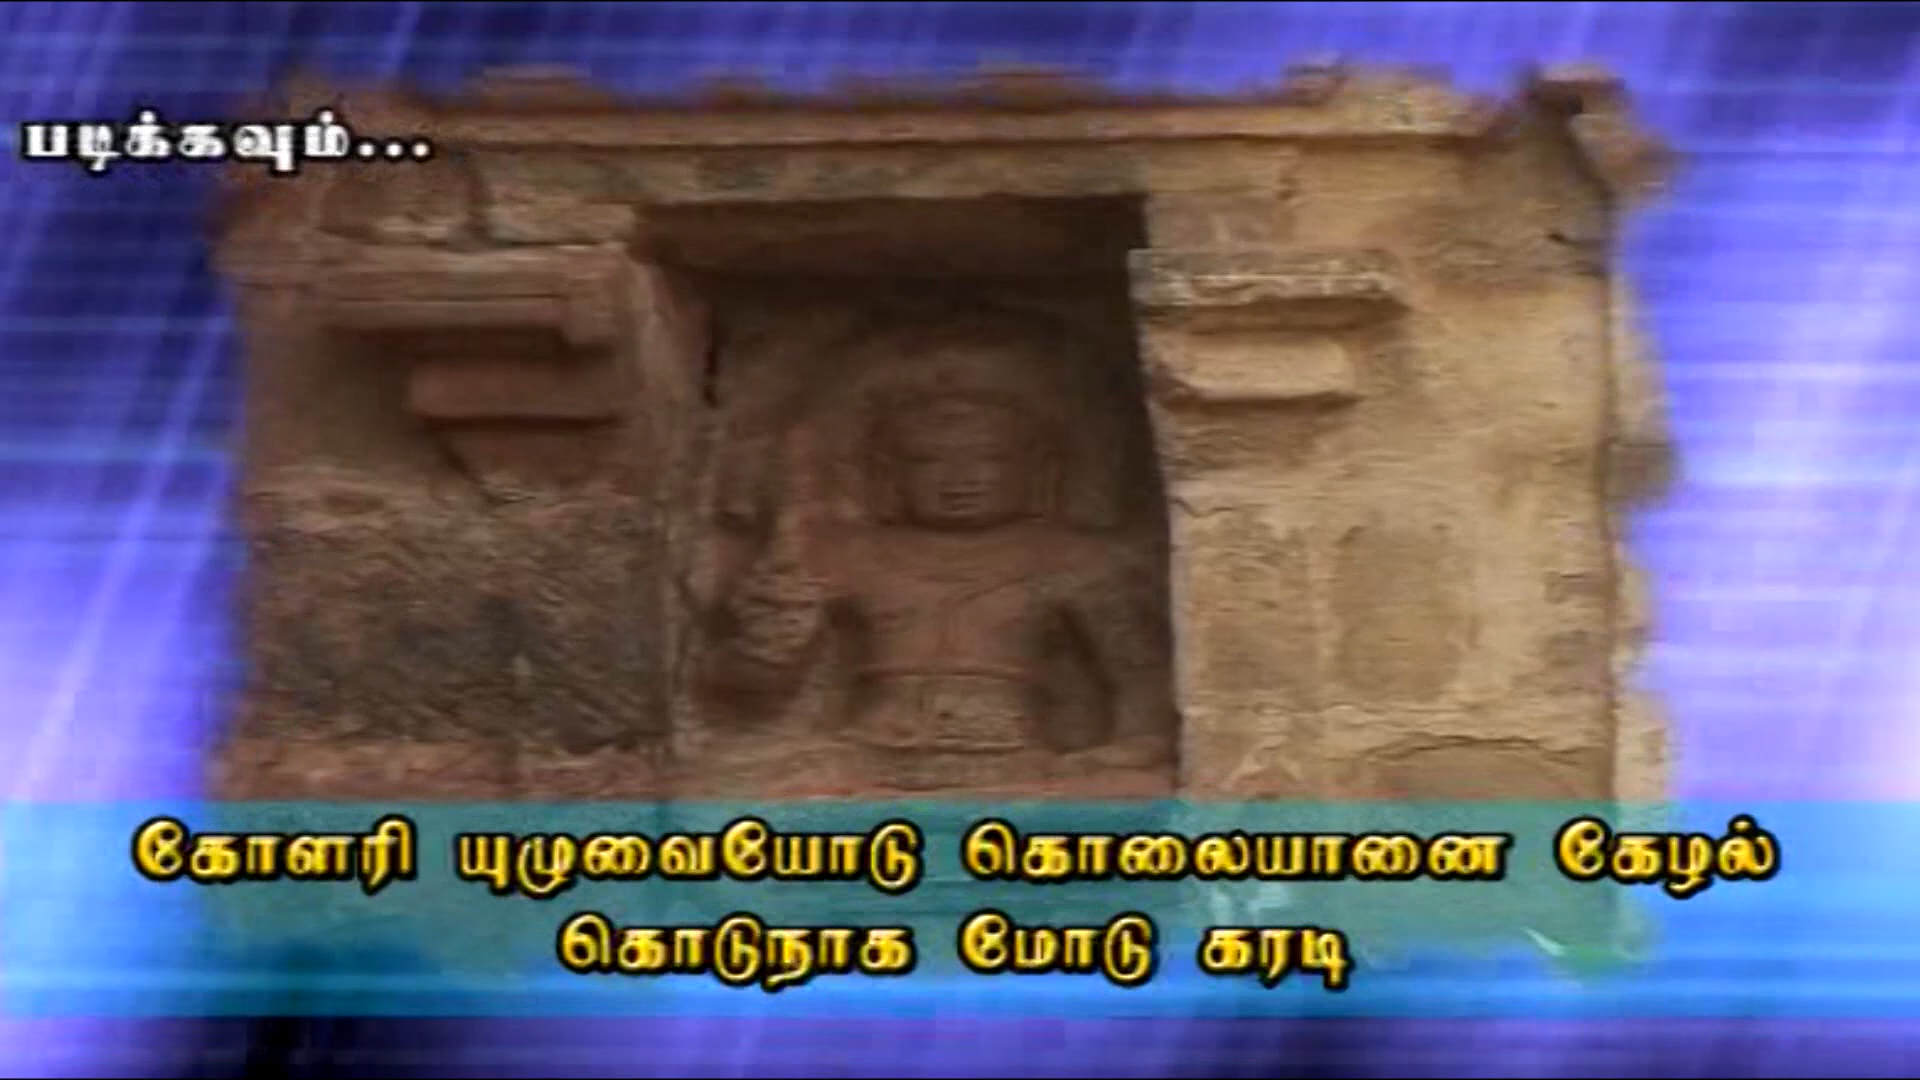 படிக்கவும்...
கோளரி யுழுவையோடு கொலையானை கேழல்
கொடுநாக மோடு கரடி